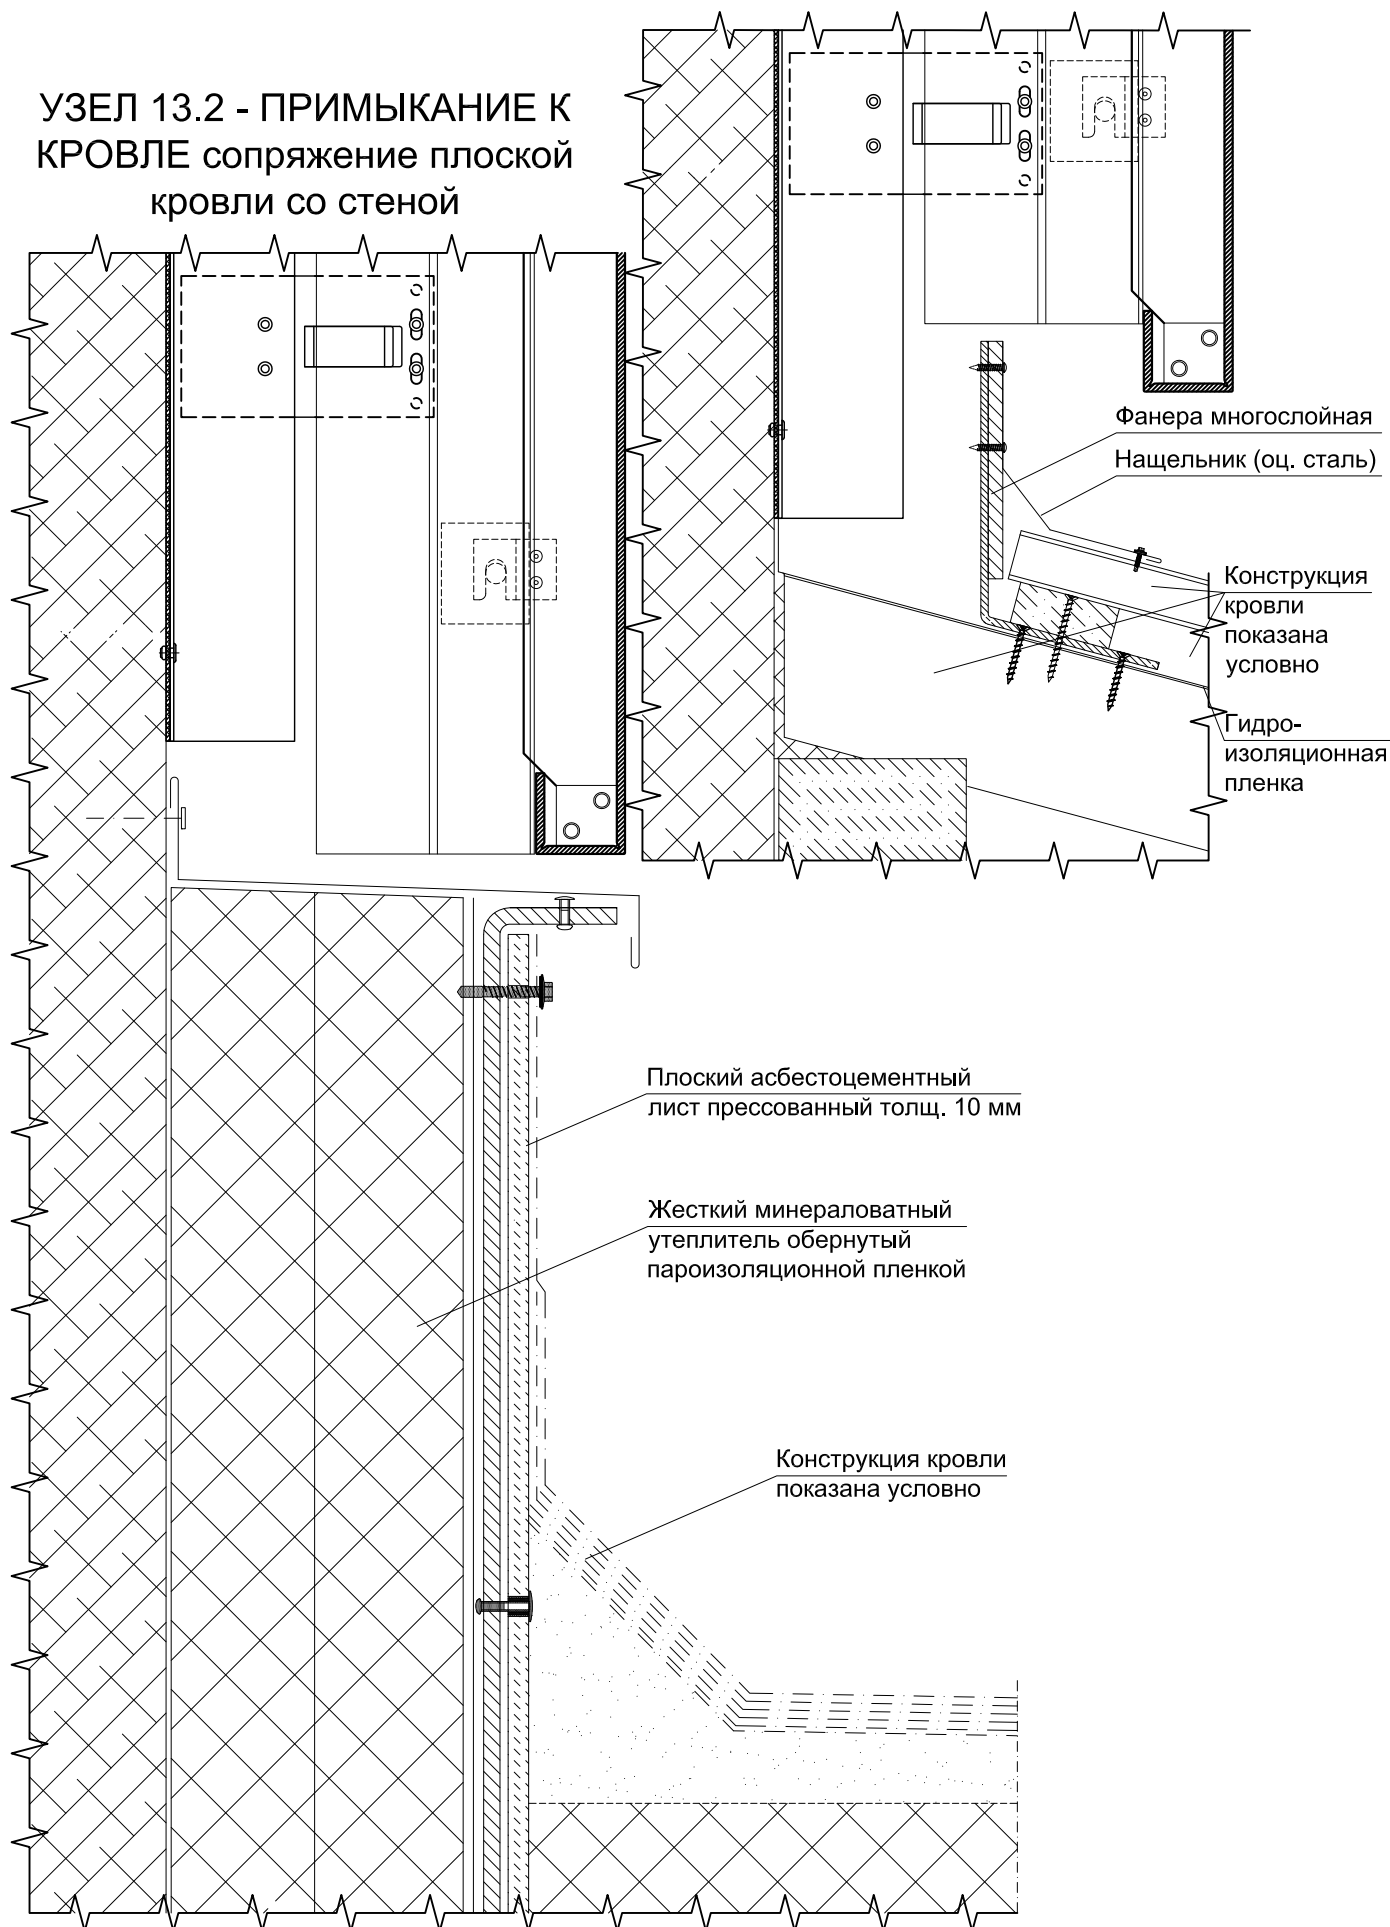 УЗЕЛ 13.2 - ПРИМЫКАНИЕ К
КРОВЛЕ сопряжение плоской
кровли со стеной
Фанера многослойная
Нащельник (оц. сталь)
Конструкция
кровли
показана
условно
Гидро-
изоляционная
пленка
Плоский асбестоцементный
лист прессованный толщ. 10 мм
Жесткий минераловатный
утеплитель обернутый
пароизоляционной пленкой
Конструкция кровли
показана условно